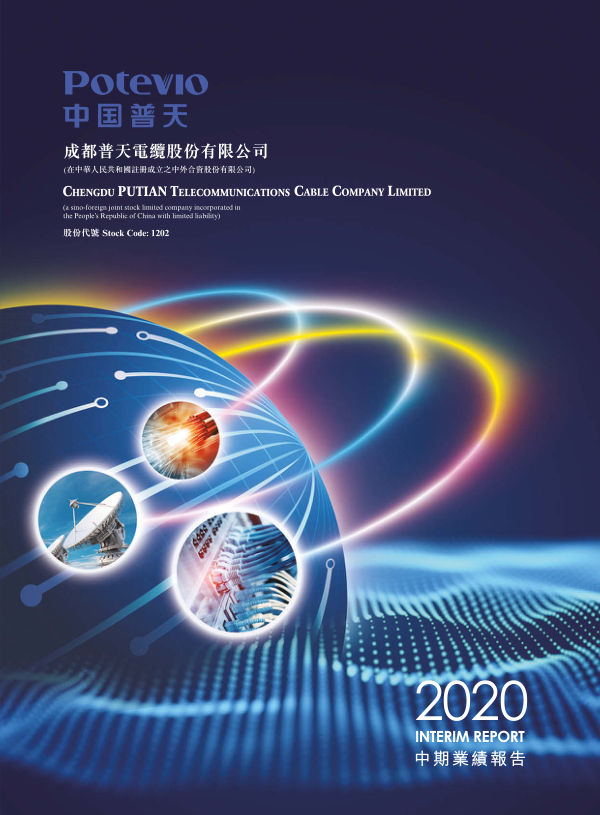 Potevio
中国普天
成都普天電纜股份有限公司
(在中華人民共和國註冊成立之中外合資股份有限公司)
CHENGDU PUTIAN TELECOMMUNICATIONS CABLE COMPANY LIMITED
(a sino-foreign joint stock limited company incorporated in
the People's Republic of China with limited liability)
股份代號 Stock Code: 1202
2020
INTERIM REPORT
中期業績報告